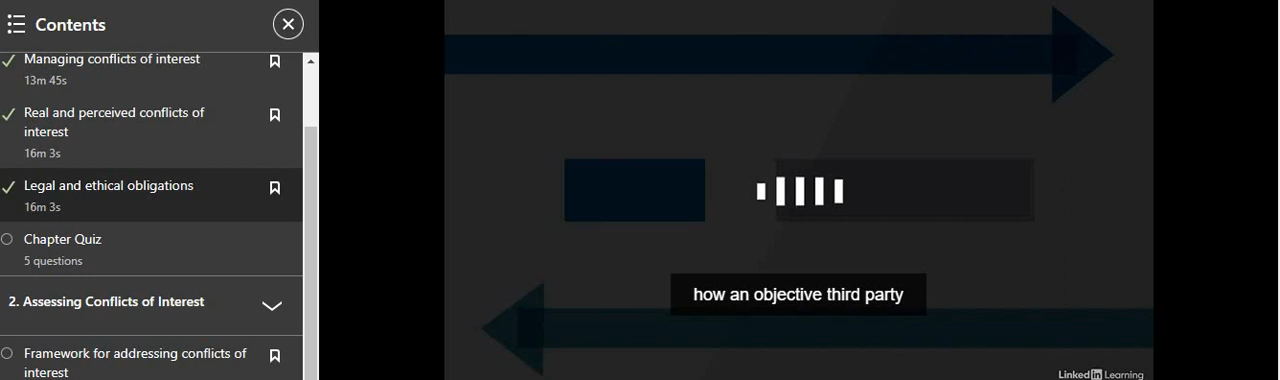 Contents
Managing conflicts of interest
13m 45s
Real and perceived conflicts of
interest
16m 3s
Legal and ethical obligations
16m 3s
Chapter Quiz
5 questions
2. Assessing Conflicts of Interest
Framework for addressing conflicts of
interest
how an objective third party
Linked in Learning